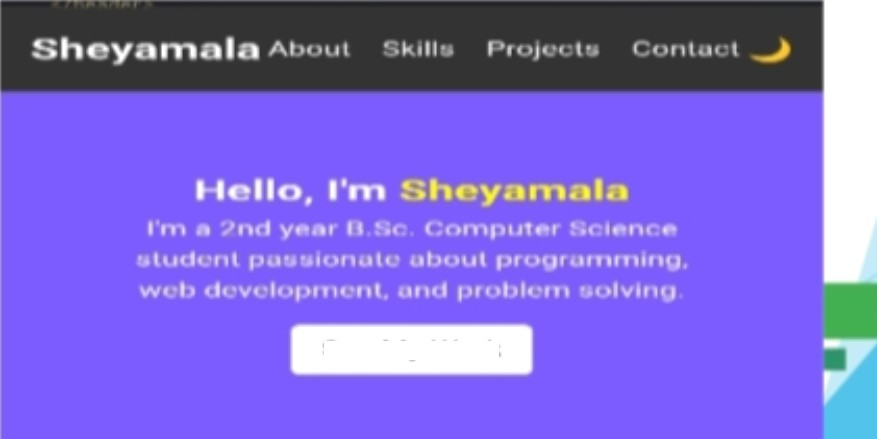 Sheyamala About Skills Projects Contact
Hello, I'm Sheyamala
I'm a 2nd year B.Sc. Computer Science
student passionate about programming,
web development, and problem solving.